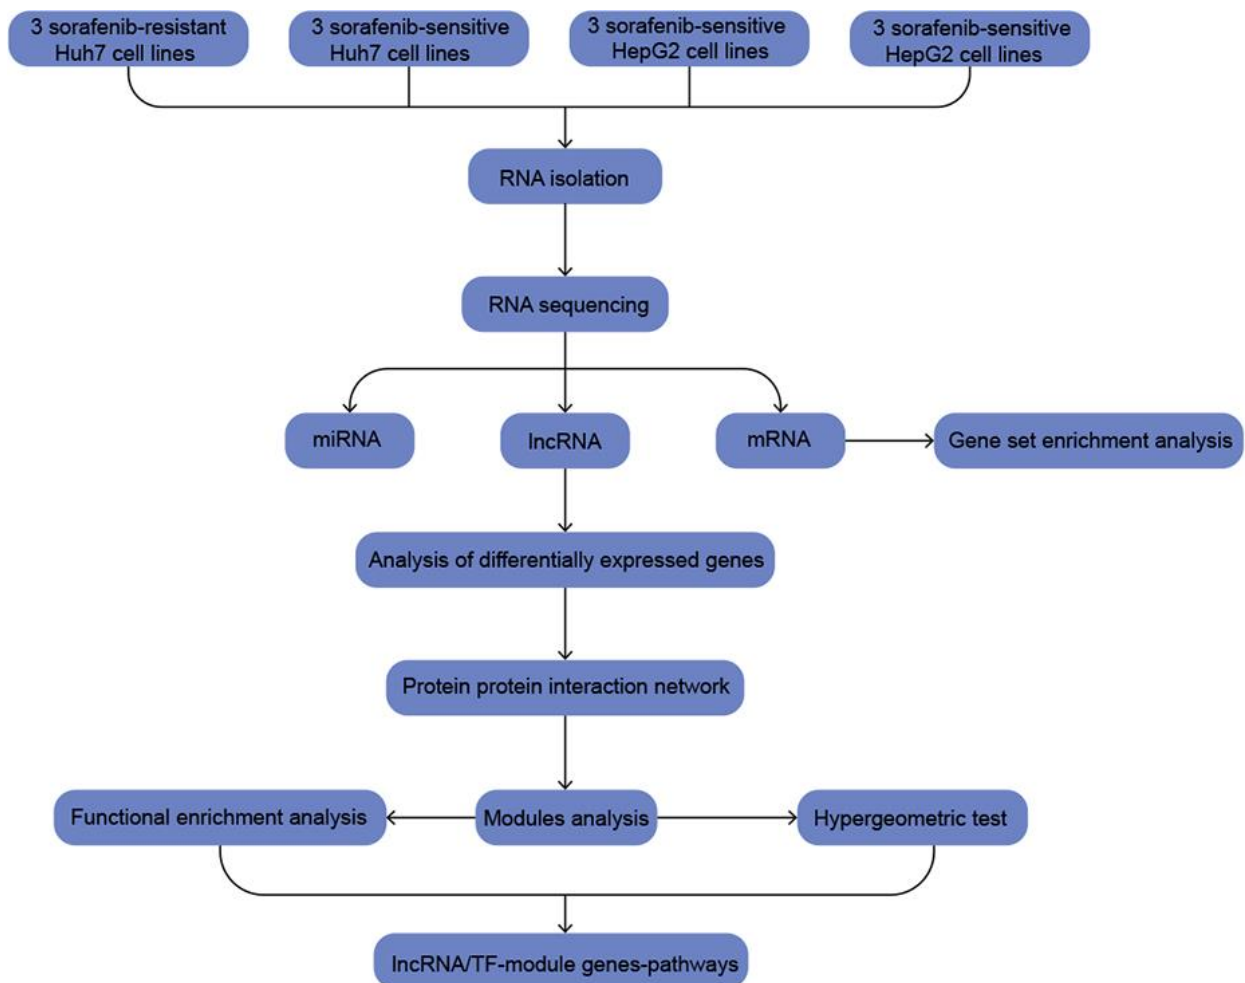 3 sorafenib-resistant
Huh7 cell lines
3 sorafenib-sensitive
Huh7 cell lines
3 sorafenib-sensitive
HepG2 cell lines
3 sorafenib-sensitive
HepG2 cell lines
RNA isolation
RNA sequencing
miRNA
lncRNA
mRNA
Gene set enrichment analysis
Analysis of differentially expressed genes
Protein protein interaction network
Functional enrichment analysis
Modules analysis
Hypergeometric test
lncRNA/TF-module genes-pathways